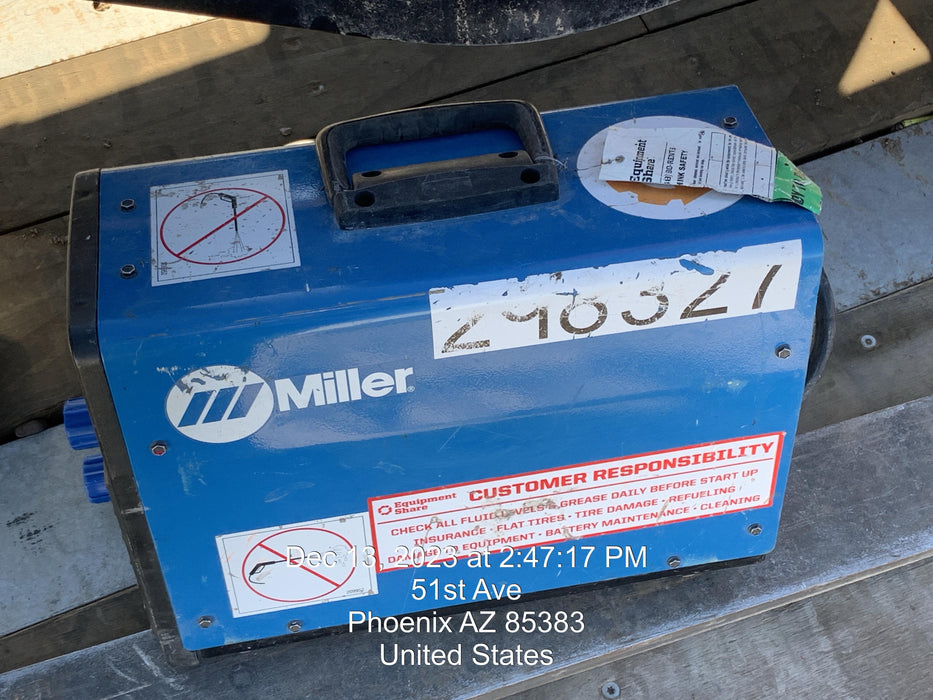 Equipment
Share
INK SAFETY
296327
Miller
Equipment
Share
CUSTOMER RESPONSIBILITY
CHECK ALL FLUID LEVELS & GREASE DAILY BEFORE START UP
INSURANCE • FLAT TIRES • TIRE DAMAGE • REFUELING
EQUIPMENT • BATTERY MAINTENANCE • CLEANING
Dec 13, 2023 at 2:47:17 PM
51st Ave
Phoenix AZ 85383
United States